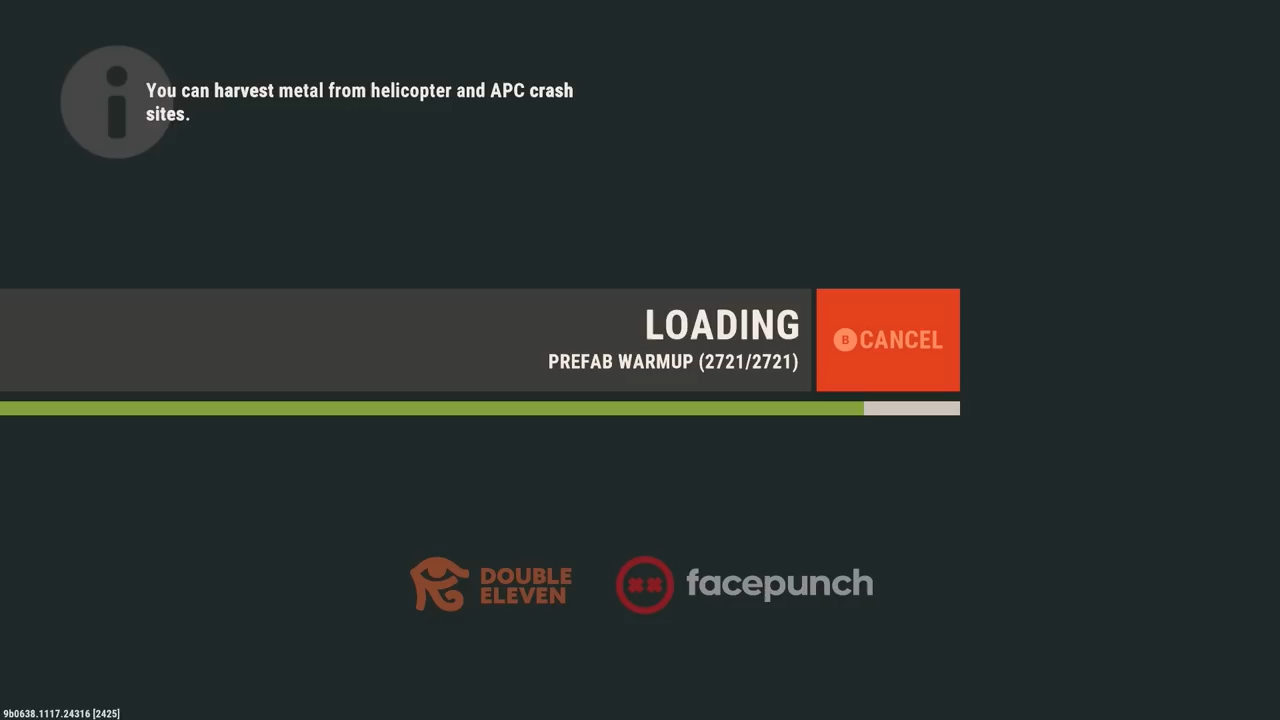 You can harvest metal from helicopter and APC crash
sites.
LOADING
PREFAB WARMUP (2721/2721)
B CANCEL
DOUBLE
ELEVEN
facepunch
9b0638.1117.24316 [2425]